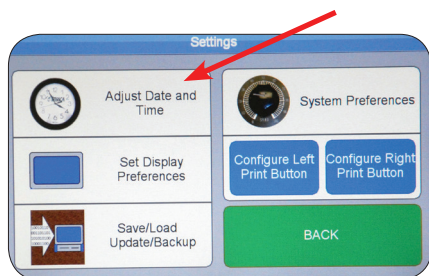 Settings
Adjust Date and
Time
System Preferences
Set Display
Preferences
Configure Left
Print Button
Configure Right
Print Button
Save/Load
Update/Backup
BACK